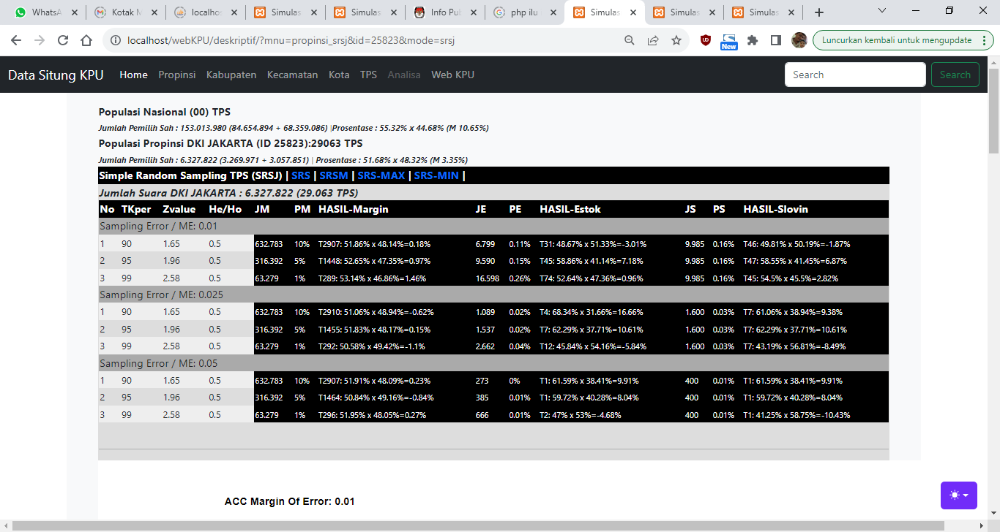 WhatsA
Kotak M
localhos
Simulas
Simulas
Info Pub
php ilu
Simulas
Simulas
Simulas
localhost/webKPU/deskriptif/?mnu=propinsi_srsj&id=25823&mode=srsj
New
Luncurkan kembali untuk mengupdate
Data Situng KPU Home Propinsi Kabupaten Kecamatan Kota TPS Analisa Web KPU Search Search
Populasi Nasional (00) TPS
Jumlah Pemilih Sah : 153.013.980 (84.654.894 + 68.359.086) |Prosentase : 55.32% x 44.68% (M 10.65%)
Populasi Propinsi DKI JAKARTA (ID 25823):29063 TPS
Jumlah Pemilih Sah : 6.327.822 (3.269.971 + 3.057.851) | Prosentase : 51.68% x 48.32% (M 3.35%)
Simple Random Sampling TPS (SRSJ) | SRS | SRSM | SRS-MAX | SRS-MIN |
Jumlah Suara DKI JAKARTA : 6.327.822 (29.063 TPS)
No TKper Zvalue He/Ho JM PM HASIL-Margin JE PE HASIL-Estok JS PS HASIL-Slovin
Sampling Error / ME: 0.01
1 90 1.65 0.5 632.783 10% T2907: 51.86% x 48.14%=0.18% 6.799 0.11% T31: 48.67% x 51.33%=-3.01% 9.985 0.16% T46: 49.81% x 50.19%=-1.87%
2 95 1.96 0.5 316.392 5% T1448: 52.65% x 47.35%=0.97% 9.590 0.15% T45: 58.86% x 41.14%=7.18% 9.985 0.16% T47: 58.55% x 41.45%=6.87%
3 99 2.58 0.5 63.279 1% T289: 53.14% x 46.86%=1.46% 16.598 0.26% T74: 52.64% x 47.36%=0.96% 9.985 0.16% T45: 54.5% x 45.5%=2.82%
Sampling Error / ME: 0.025
1 90 1.65 0.5 632.783 10% T2910: 51.06% x 48.94%=-0.62% 1.089 0.02% T4: 68.34% x 31.66%=16.66% 1.600 0.03% T7: 61.06% x 38.94%=9.38%
2 95 1.96 0.5 316.392 5% T1455: 51.83% x 48.17%=0.15% 1.537 0.02% T7: 62.29% x 37.71%=10.61% 1.600 0.03% T7: 62.29% x 37.71%=10.61%
3 99 2.58 0.5 63.279 1% T292: 50.58% x 49.42%=-1.1% 2.662 0.04% T12: 45.84% x 54.16%=-5.84% 1.600 0.03% T7: 43.19% x 56.81%=-8.49%
Sampling Error / ME: 0.05
1 90 1.65 0.5 632.783 10% T2907: 51.91% x 48.09%=0.23% 273 0% T1: 61.59% x 38.41%=9.91% 400 0.01% T1: 61.59% x 38.41%=9.91%
2 95 1.96 0.5 316.392 5% T1464: 50.84% x 49.16%=-0.84% 385 0.01% T1: 59.72% x 40.28%=8.04% 400 0.01% T1: 59.72% x 40.28%=8.04%
3 99 2.58 0.5 63.279 1% T296: 51.95% x 48.05%=0.27% 666 0.01% T2: 47% x 53%=-4.68% 400 0.01% T1: 41.25% x 58.75%=-10.43%
ACC Margin Of Error: 0.01